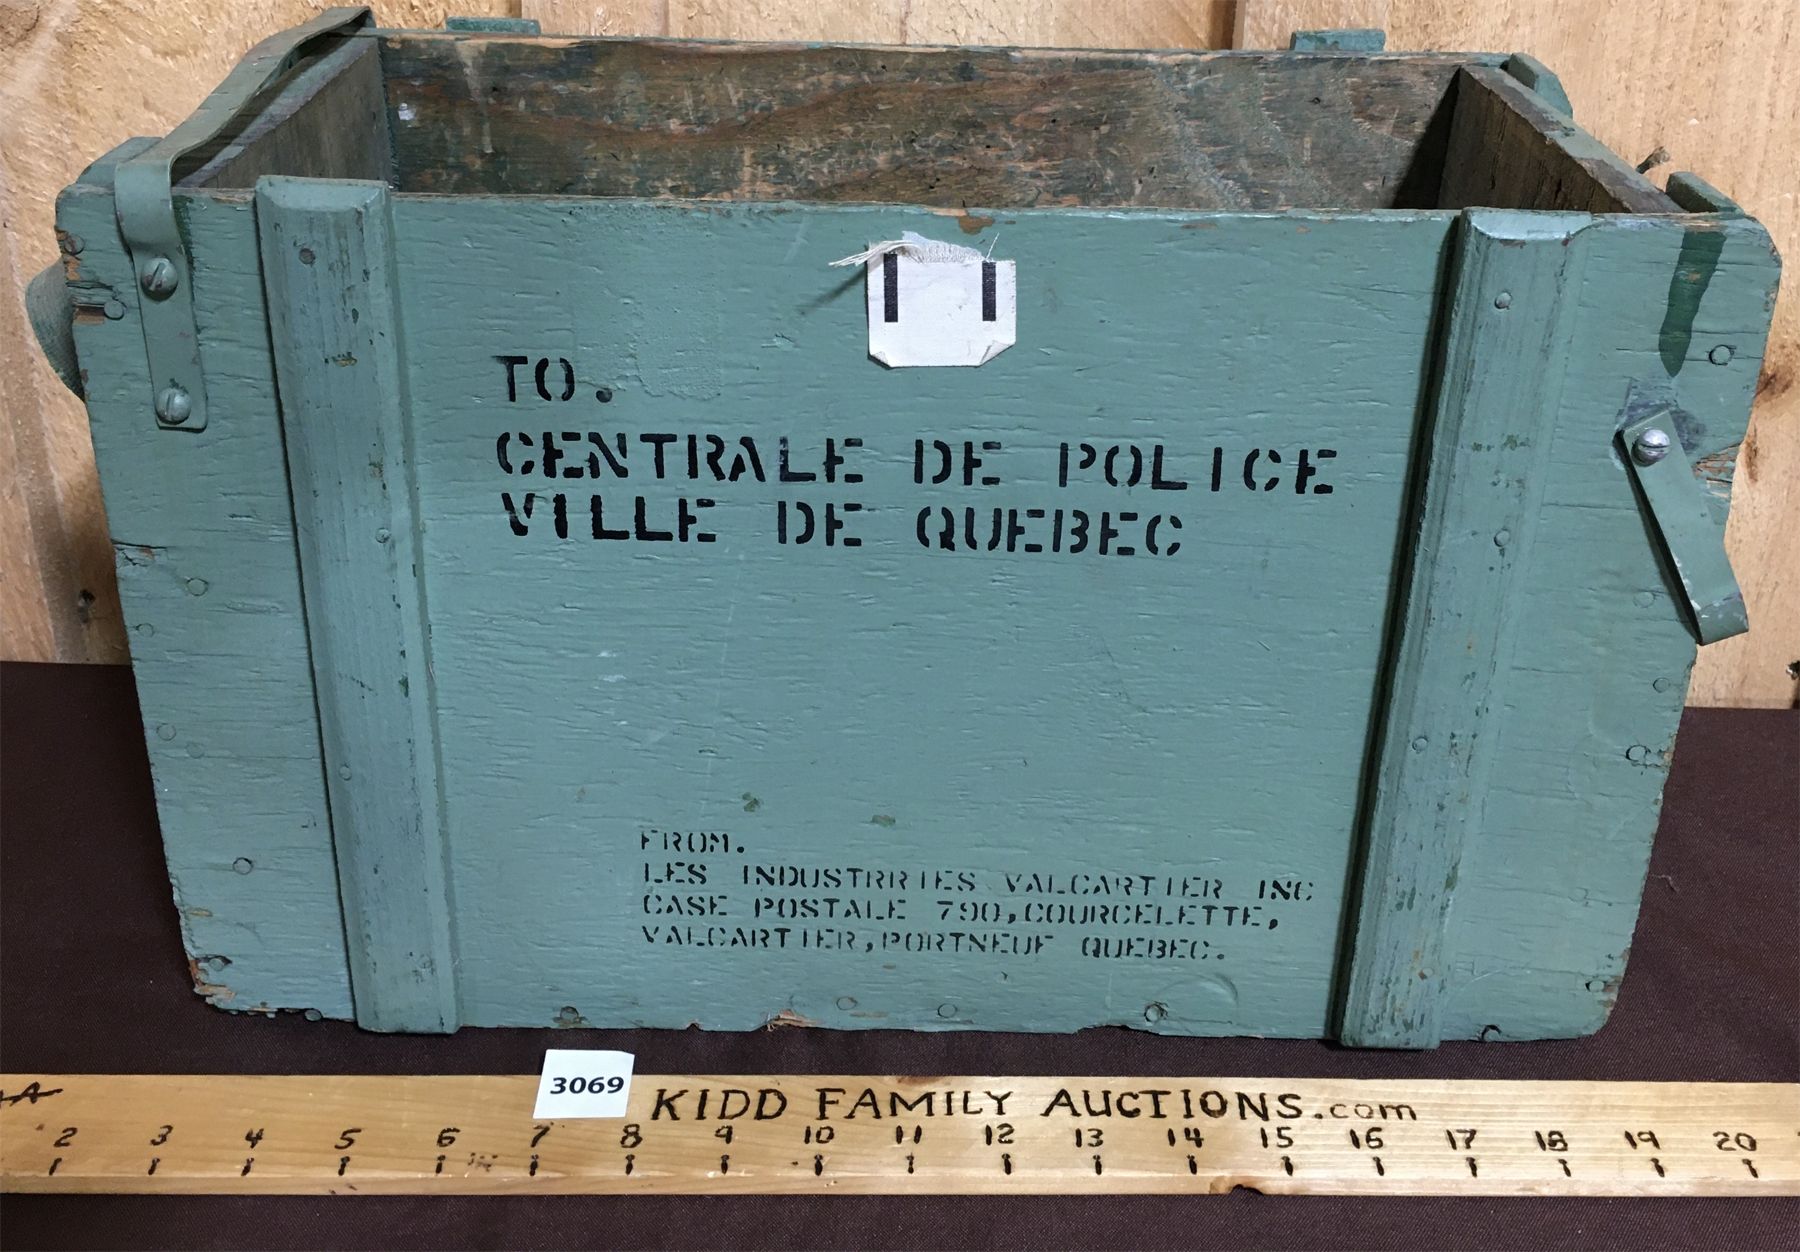 TO.
CENTRALE DE POLICE
VILLE DE QUEBEC
FROM.
LES INDUSTRRIES VALCARTIER INC
CASE POSTALE 790, COURCELETTE,
VALCARTIER, PORTNEUF QUEBEC.
3069 KIDD FAMILY AUCTIONS.com
2 3 4 5 6 7 8 9 10 11 12 13 14 15 16 17 18 19 20